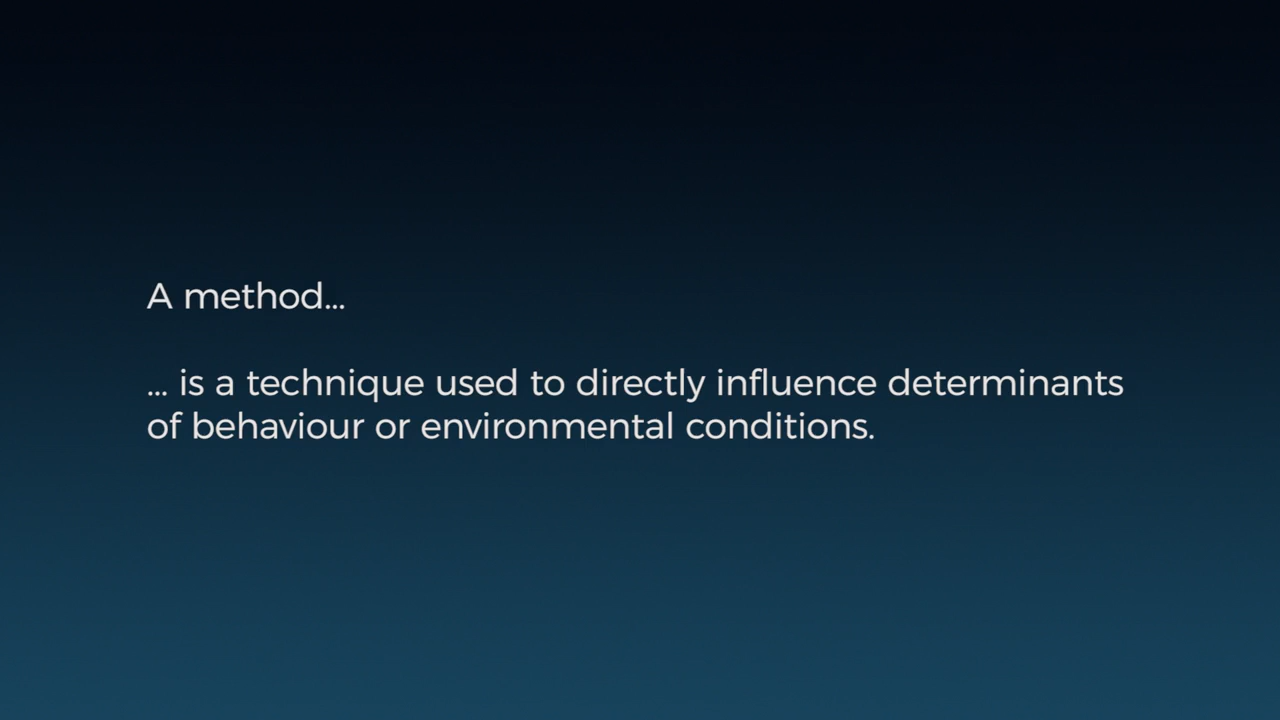 A method...
... is a technique used to directly influence determinants
of behaviour or environmental conditions.